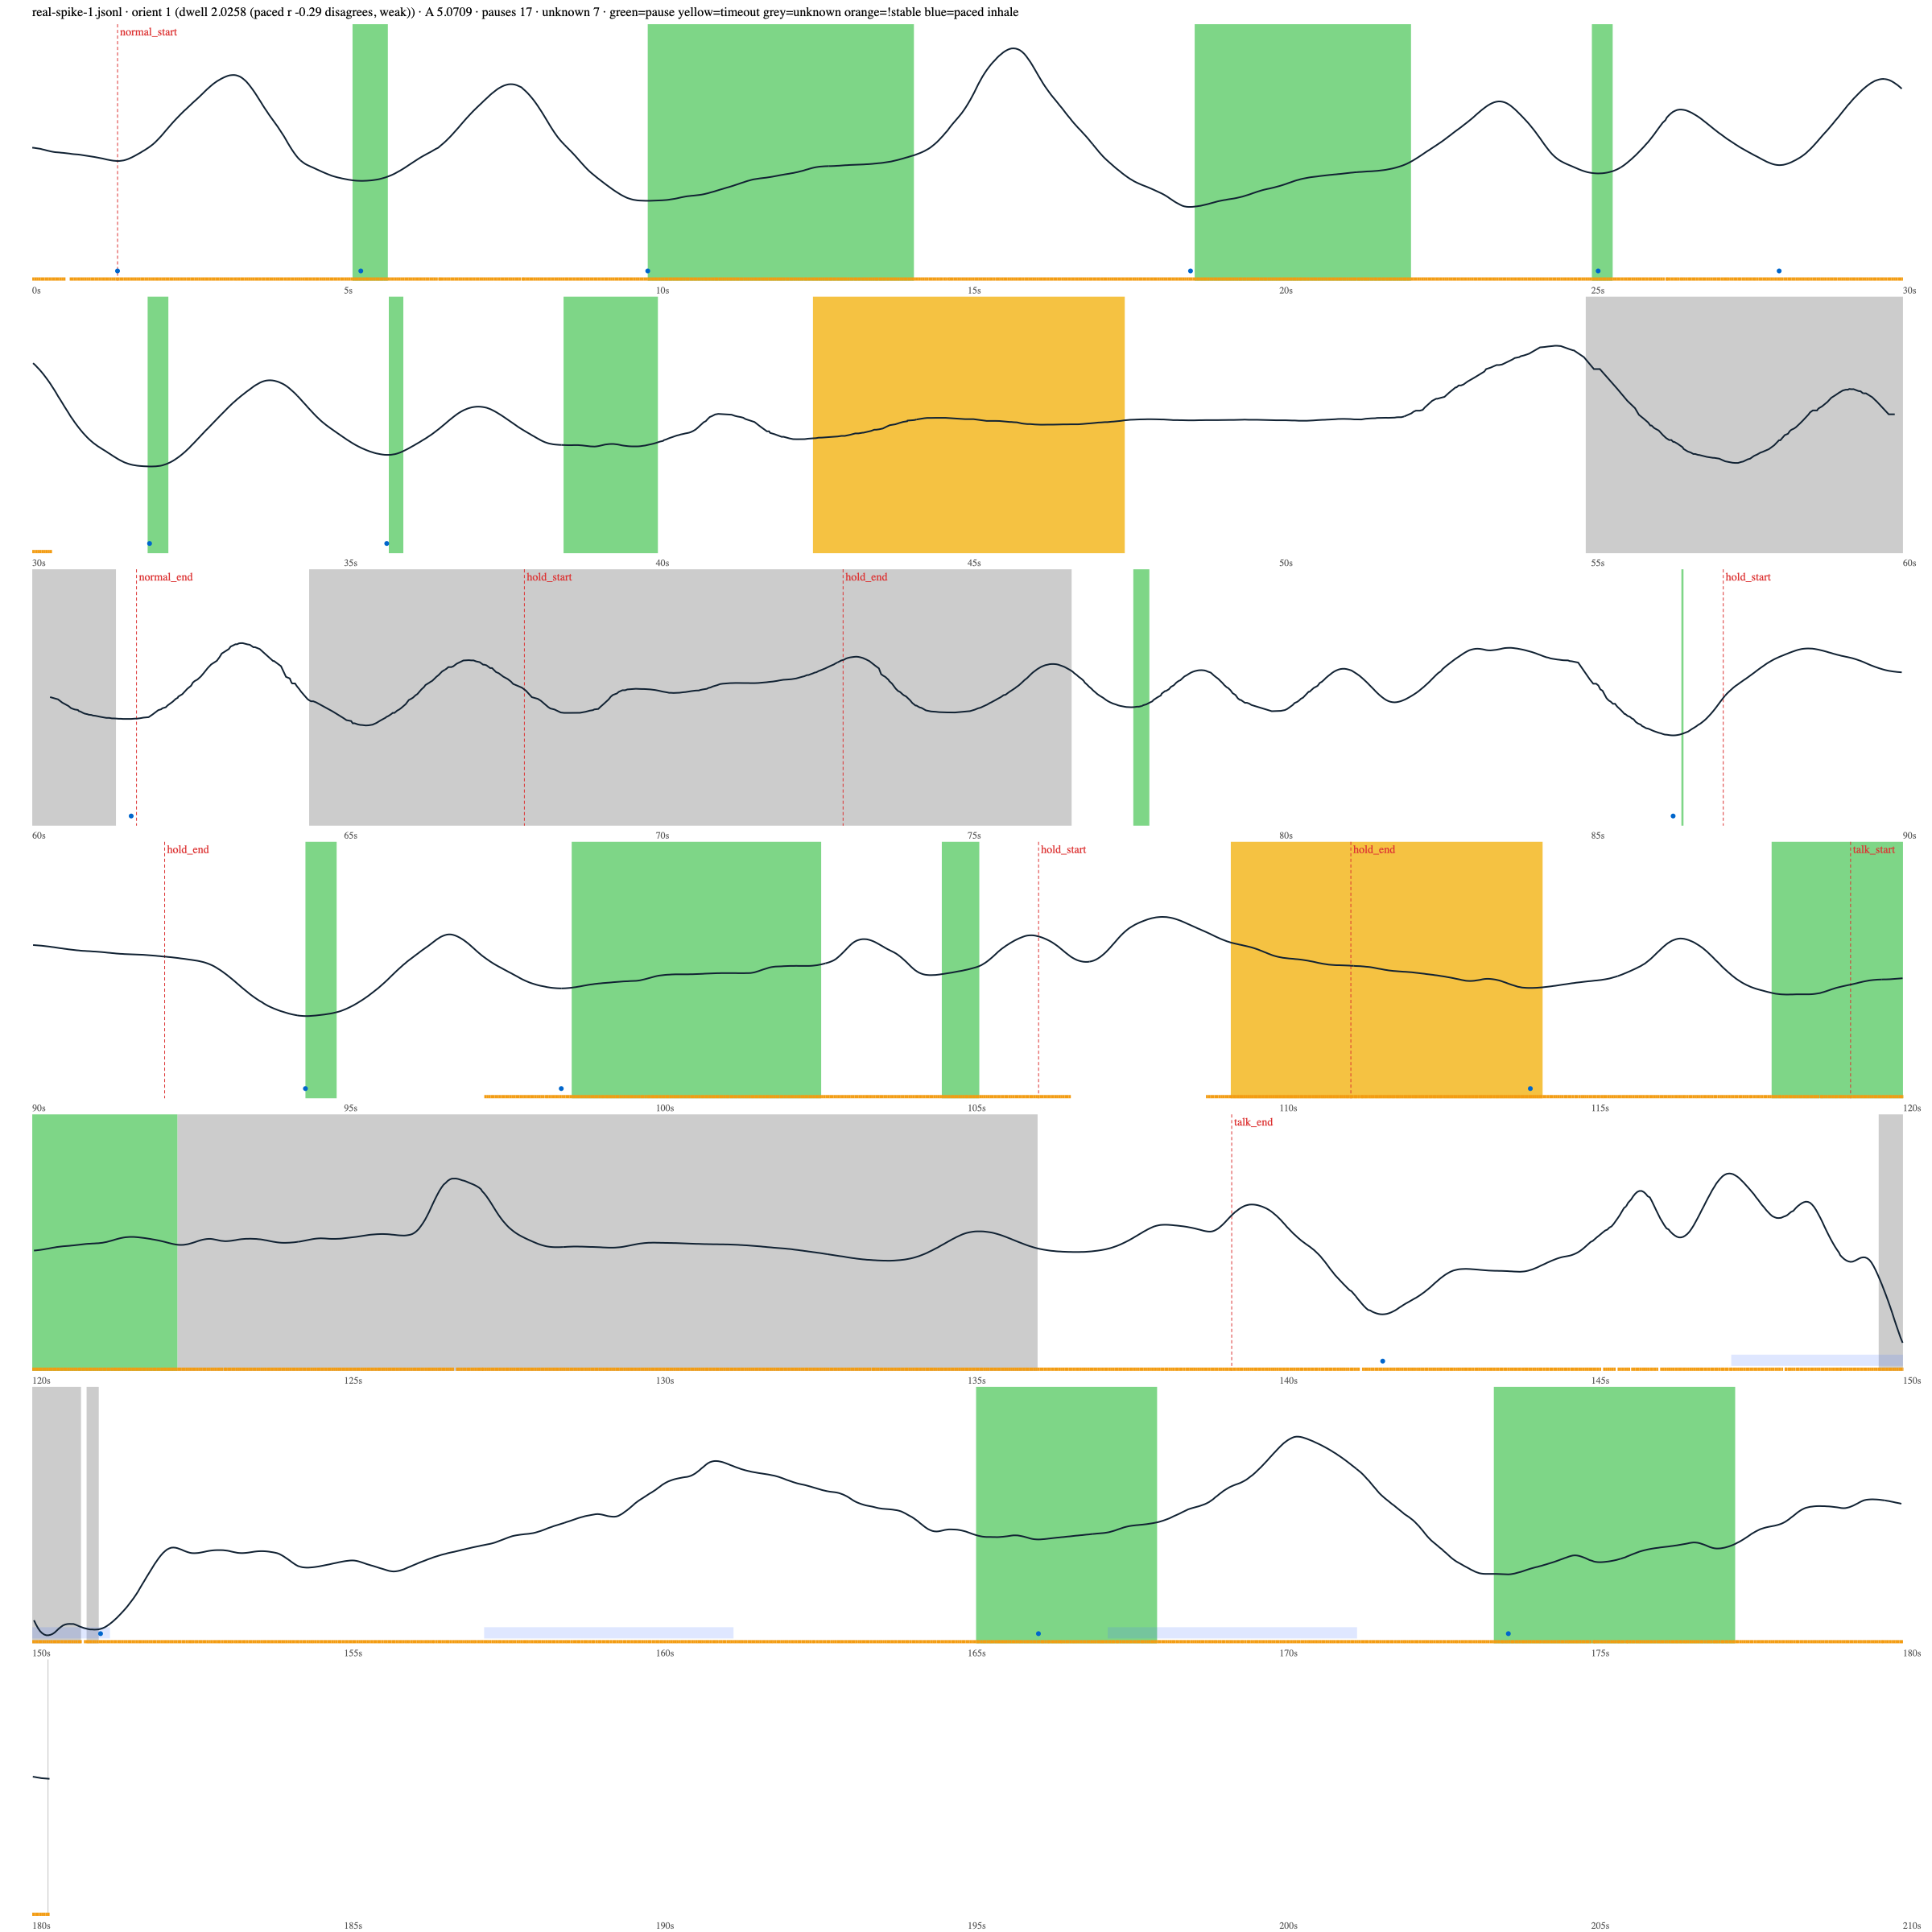 real-spike-1.jsonl · orient 1 (dwell 2.0258 (paced r -0.29 disagrees, weak)) · A 5.0709 · pauses 17 · unknown 7 · green=pause yellow=timeout grey=unknown orange=!stable blue=paced inhale
normal_start
0s 5s 10s 15s 20s 25s 30s
30s 35s 40s 45s 50s 55s 60s
normal_end hold_start hold_end hold_start
60s 65s 70s 75s 80s 85s 90s
hold_end hold_start hold_end talk_start
90s 95s 100s 105s 110s 115s 120s
talk_end
120s 125s 130s 135s 140s 145s 150s
150s 155s 160s 165s 170s 175s 180s
180s 185s 190s 195s 200s 205s 210s